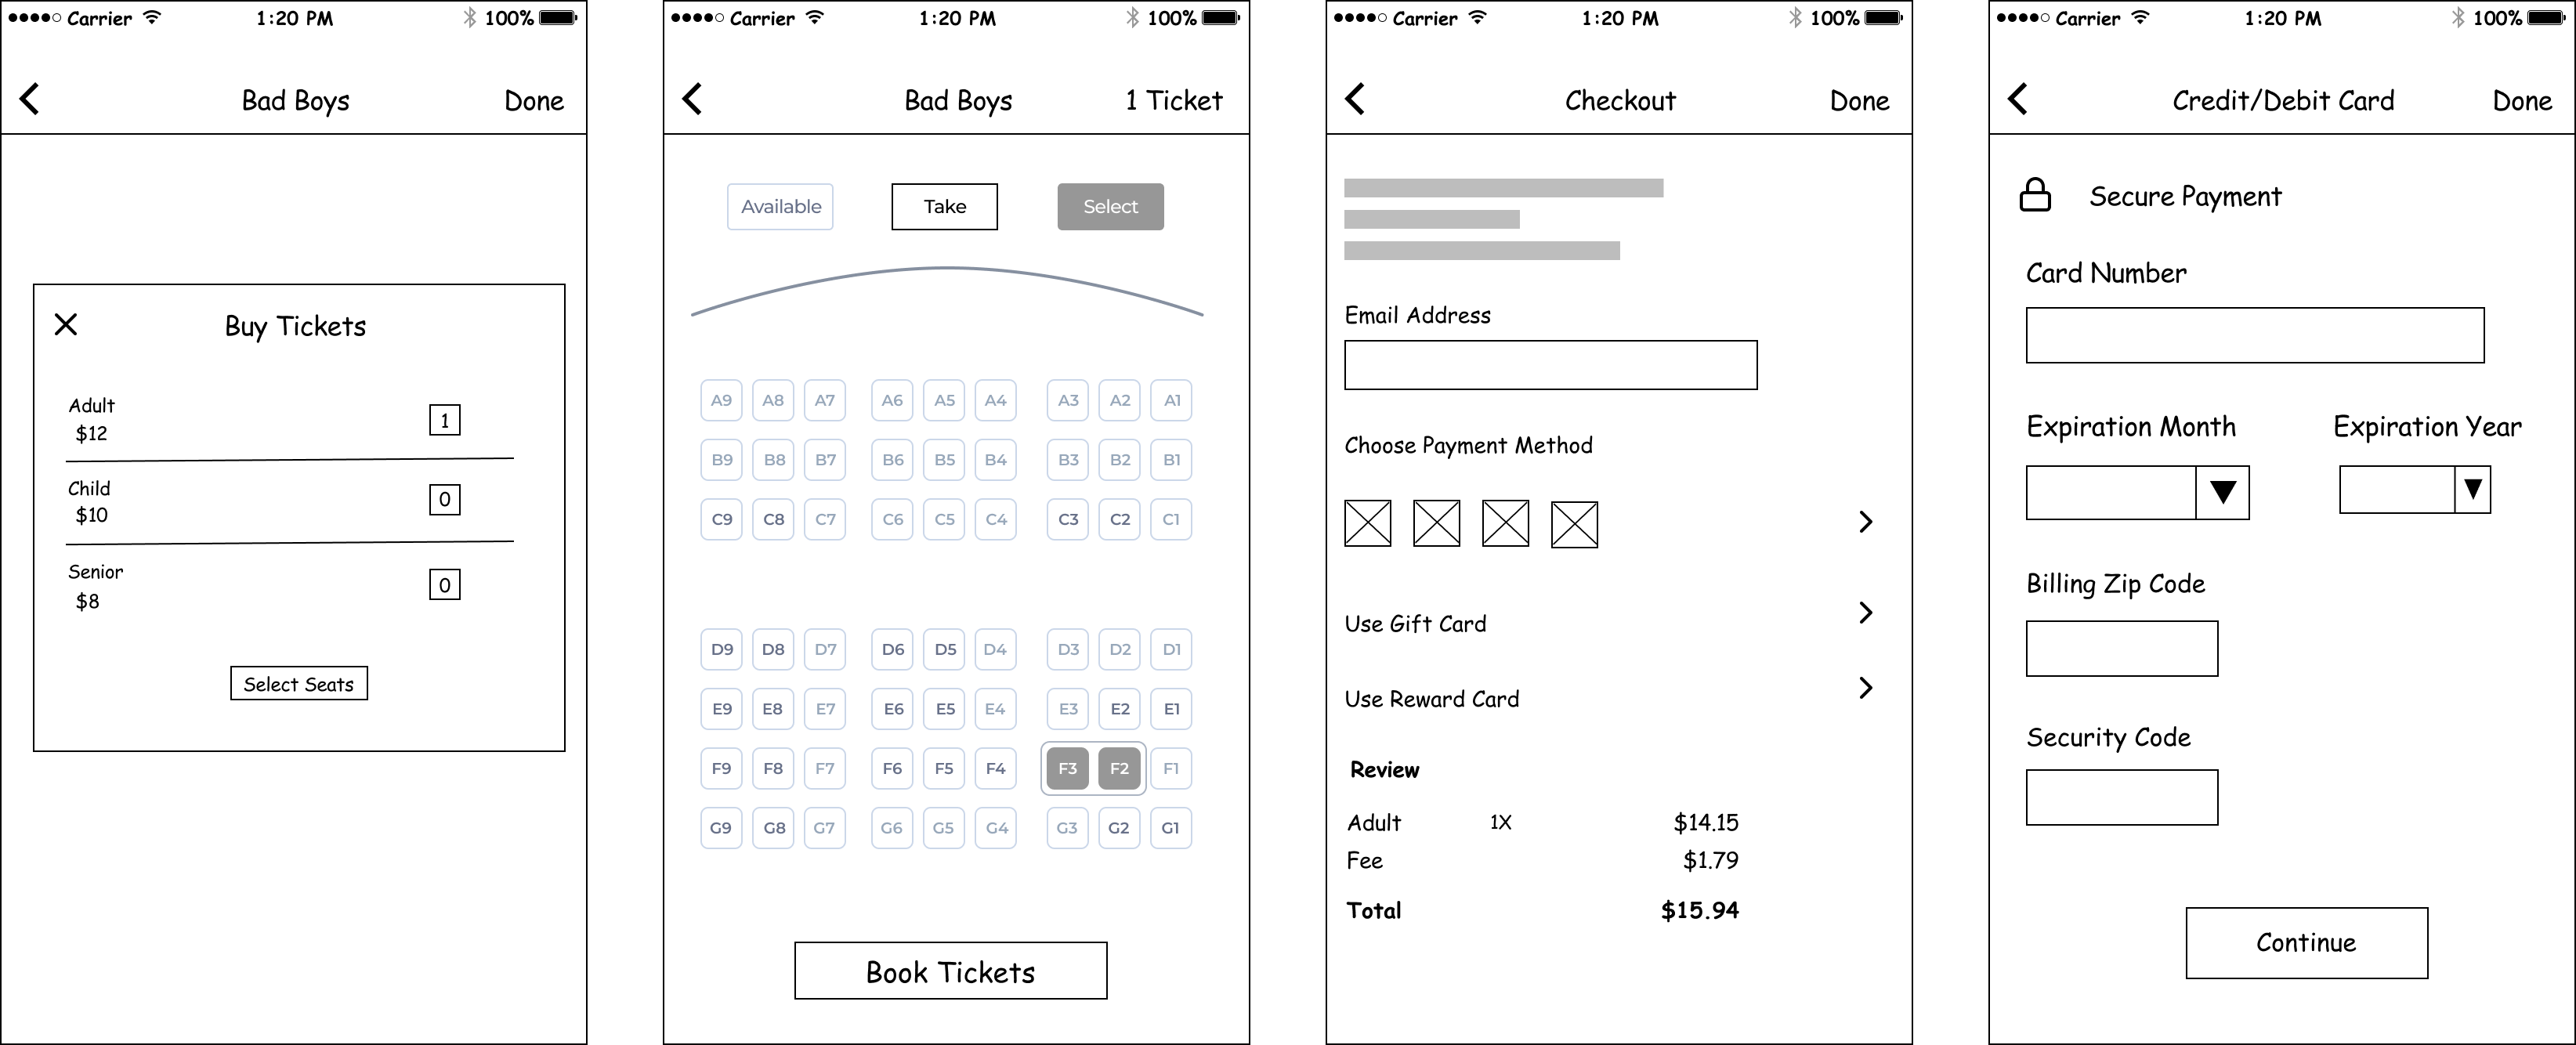 Carrier 1:20 PM 100%
Bad Boys Done
Buy Tickets
Adult
$12
1
Child
$10
0
Senior
$8
0
Select Seats
Carrier 1:20 PM 100%
Bad Boys 1 Ticket
Available Take Select
A9 A8 A7 A6 A5 A4 A3 A2 A1
B9 B8 B7 B6 B5 B4 B3 B2 B1
C9 C8 C7 C6 C5 C4 C3 C2 C1
D9 D8 D7 D6 D5 D4 D3 D2 D1
E9 E8 E7 E6 E5 E4 E3 E2 E1
F9 F8 F7 F6 F5 F4 F3 F2 F1
G9 G8 G7 G6 G5 G4 G3 G2 G1
Book Tickets
Carrier 1:20 PM 100%
Checkout Done
Email Address
Choose Payment Method
Use Gift Card
Use Reward Card
Review
Adult 1X $14.15
Fee $1.79
Total $15.94
Carrier 1:20 PM 100%
Credit/Debit Card Done
Secure Payment
Card Number
Expiration Month Expiration Year
Billing Zip Code
Security Code
Continue